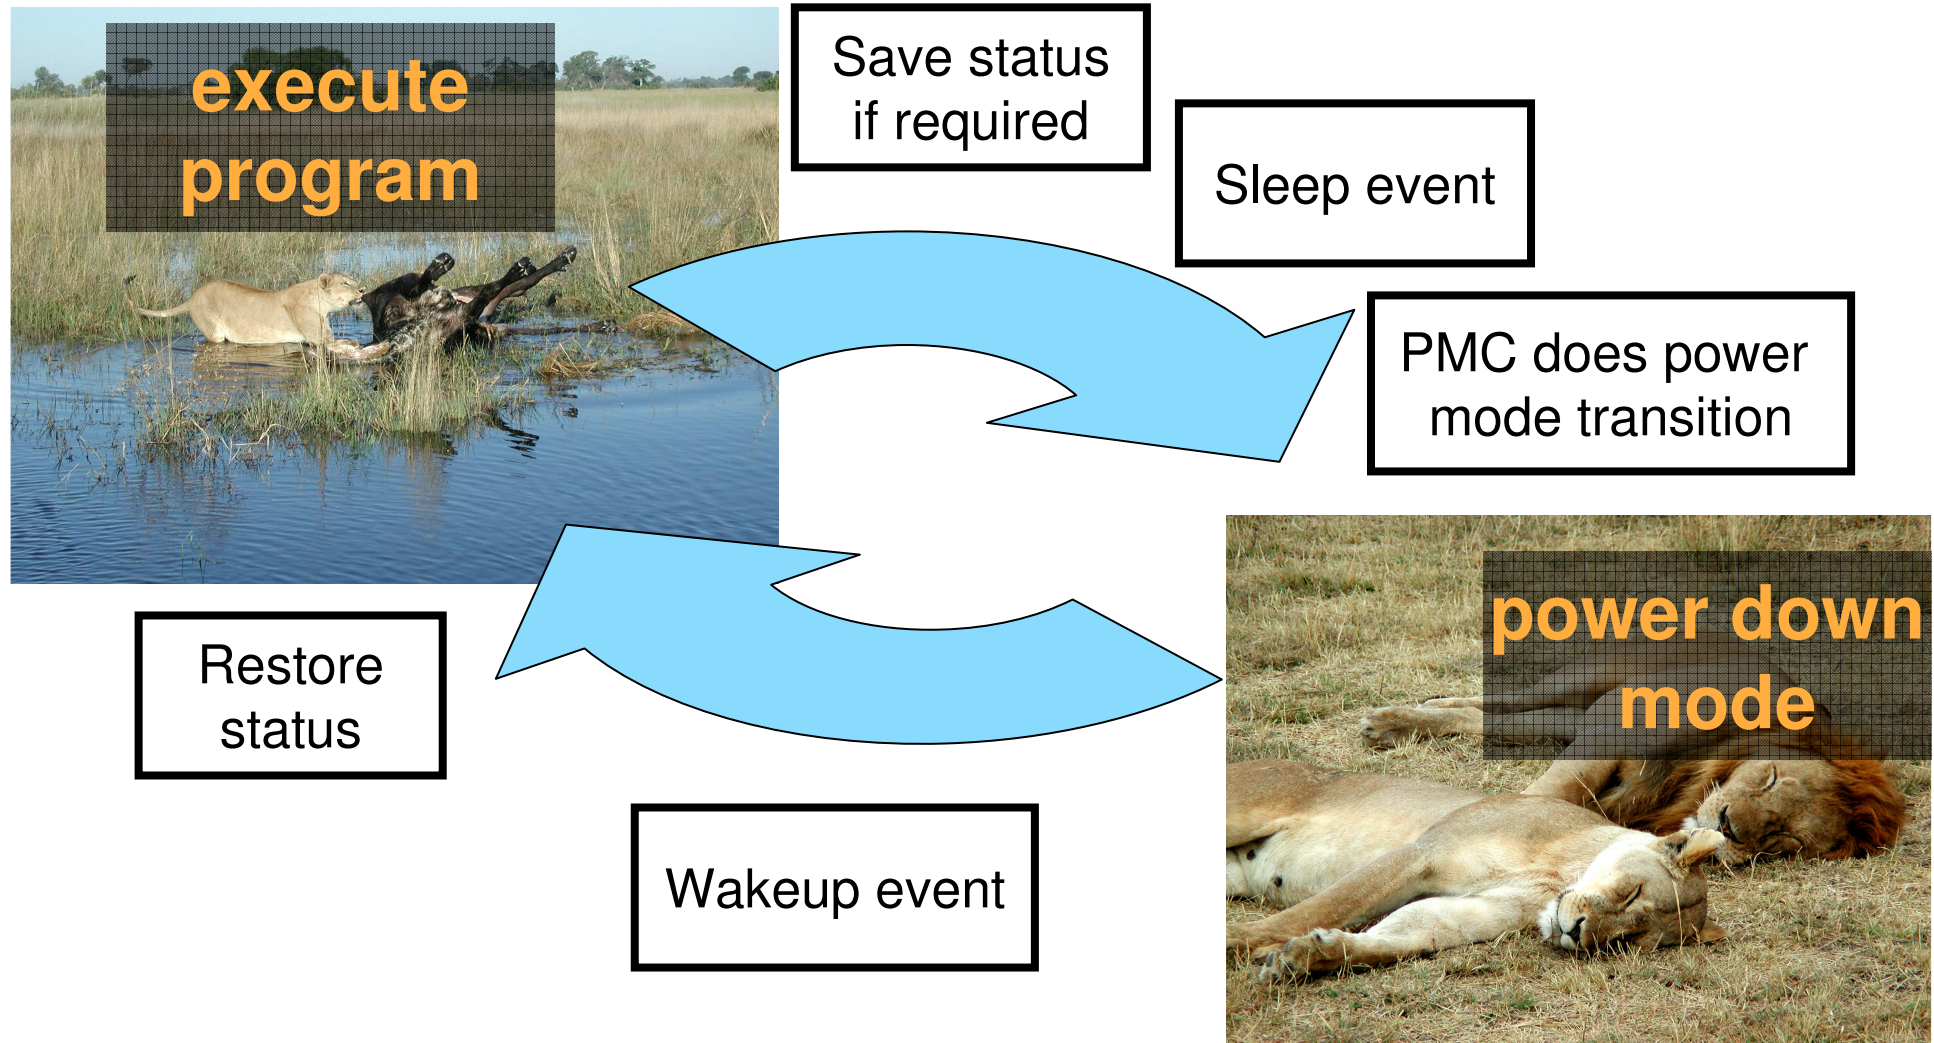 execute
program
Save status
if required
Sleep event
PMC does power
mode transition
power down
mode
Restore
status
Wakeup event